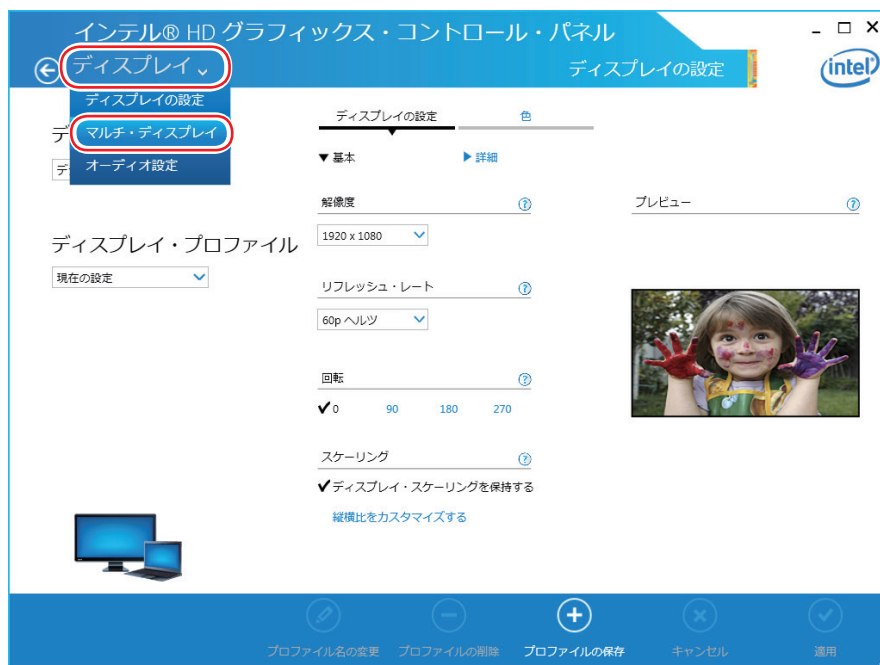 インテル® HD グラフィックス・コントロール・パネル
ディスプレイ
ディスプレイの設定
intel
ディスプレイの設定
マルチ・ディスプレイ
オーディオ設定
デ
デ
ディスプレイ・プロファイル
現在の設定
ディスプレイの設定
色
基本
詳細
解像度
?
1920 x 1080
リフレッシュ・レート
?
60p ヘルツ
回転
?
0
90
180
270
スケーリング
?
ディスプレイ・スケーリングを保持する
縦横比をカスタマイズする
プレビュー
?
プロファイル名の変更
プロファイルの削除
プロファイルの保存
キャンセル
適用